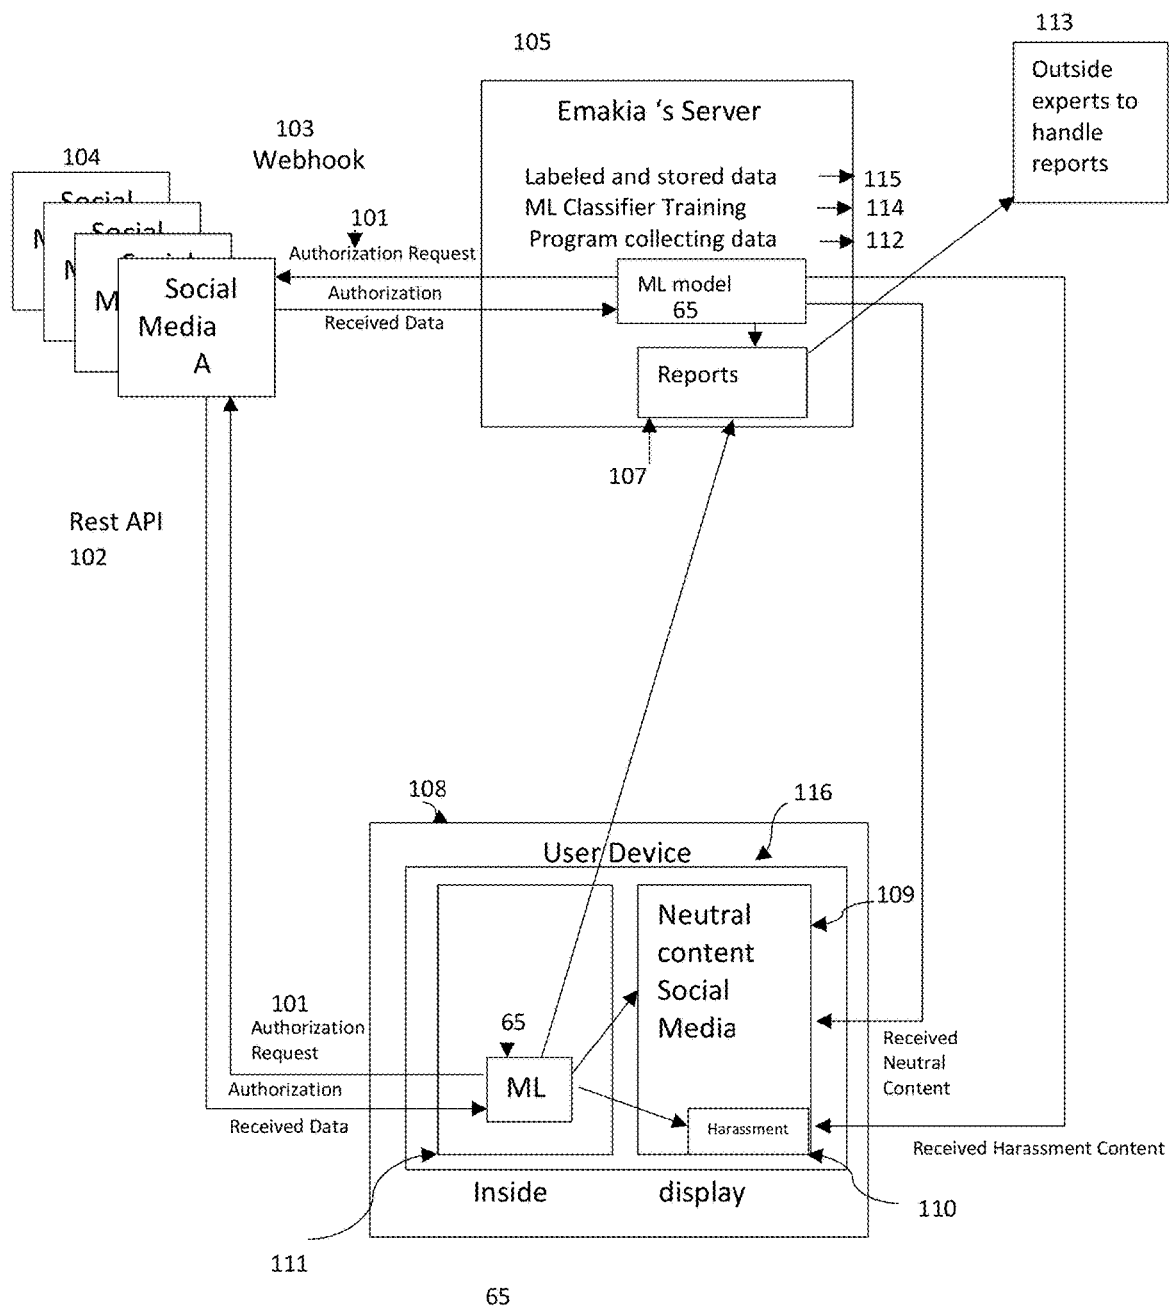 105
113
Outside
experts to
handle
reports
Emakia ‘s Server
103
Webhook
104
Social
M
Social
M
Social
M
Social
Media
A
Labeled and stored data
115
ML Classifier Training
114
Program collecting data
112
101
Authorization Request
Authorization
Received Data
ML model
65
Reports
107
Rest API
102
108
116
User Device
109
Neutral
content
Social
Media
101
Authorization
Request
Authorization
Received Data
65
ML
Harassment
Received
Neutral
Content
Received Harassment Content
Inside
display
110
111
65